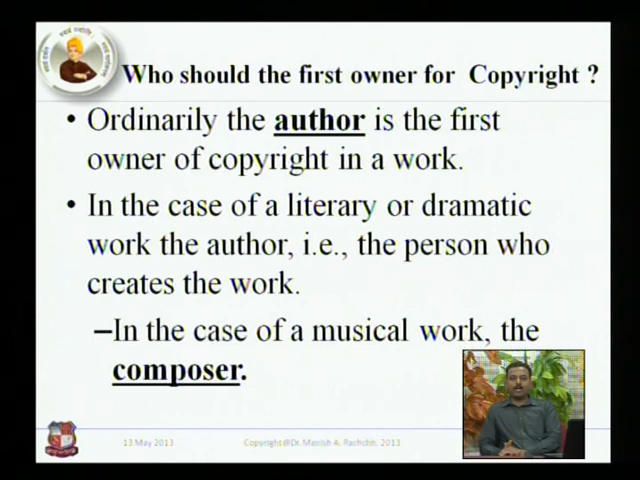 Who should the first owner for Copyright ?
• Ordinarily the author is the first
owner of copyright in a work.
• In the case of a literary or dramatic
work the author, i.e., the person who
creates the work.
–In the case of a musical work, the
composer.
13 May 2013
Copyright@Dr. Manish A. 2013